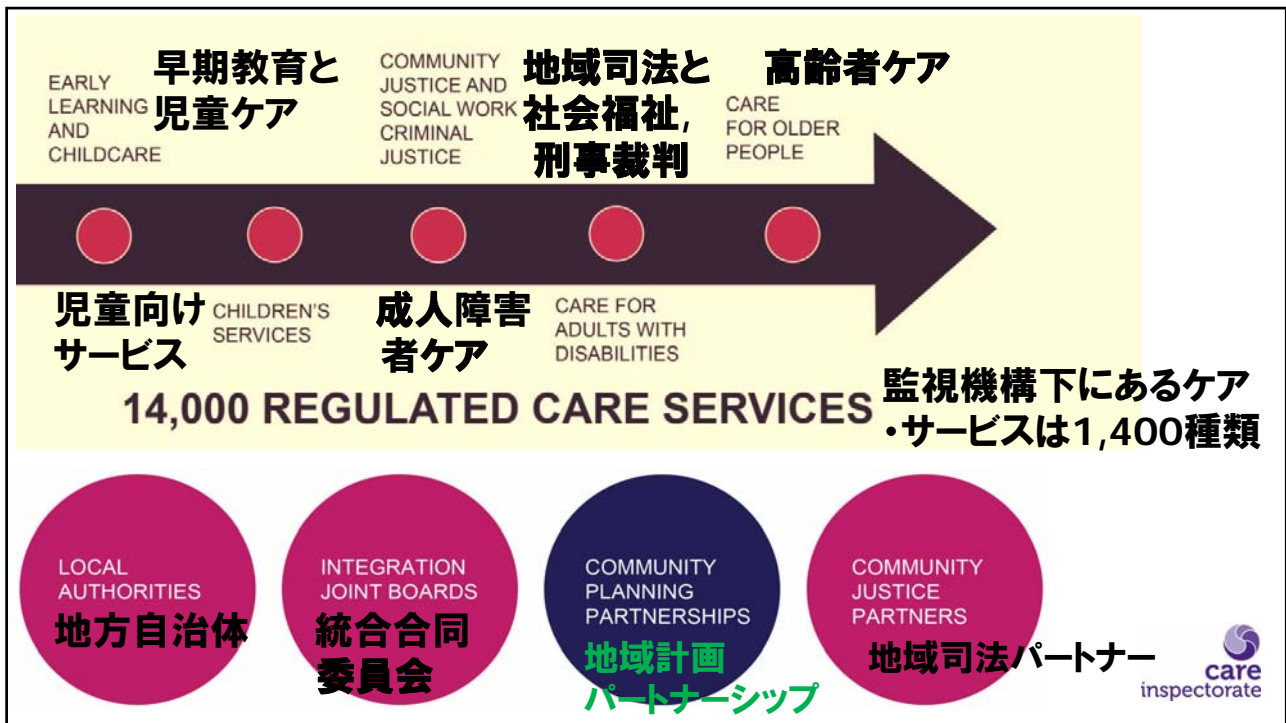 EARLY
LEARNING
AND
CHILDCARE
早期教育と
児童ケア
COMMUNITY
JUSTICE AND
SOCIAL WORK
CRIMINAL
JUSTICE
地域司法と
社会福祉,
刑事裁判
高齢者ケア
CARE
FOR OLDER
PEOPLE
児童向け
サービス
CHILDREN'S
SERVICES
成人障害
者ケア
CARE FOR
ADULTS WITH
DISABILITIES
14,000 REGULATED CARE SERVICES
監視機構下にあるケア
・サービスは1,400種類
LOCAL
AUTHORITIES
地方自治体
INTEGRATION
JOINT BOARDS
統合合同
委員会
COMMUNITY
PLANNING
PARTNERSHIPS
地域計画
パートナーシップ
COMMUNITY
JUSTICE
PARTNERS
地域司法パートナー
care
inspectorate